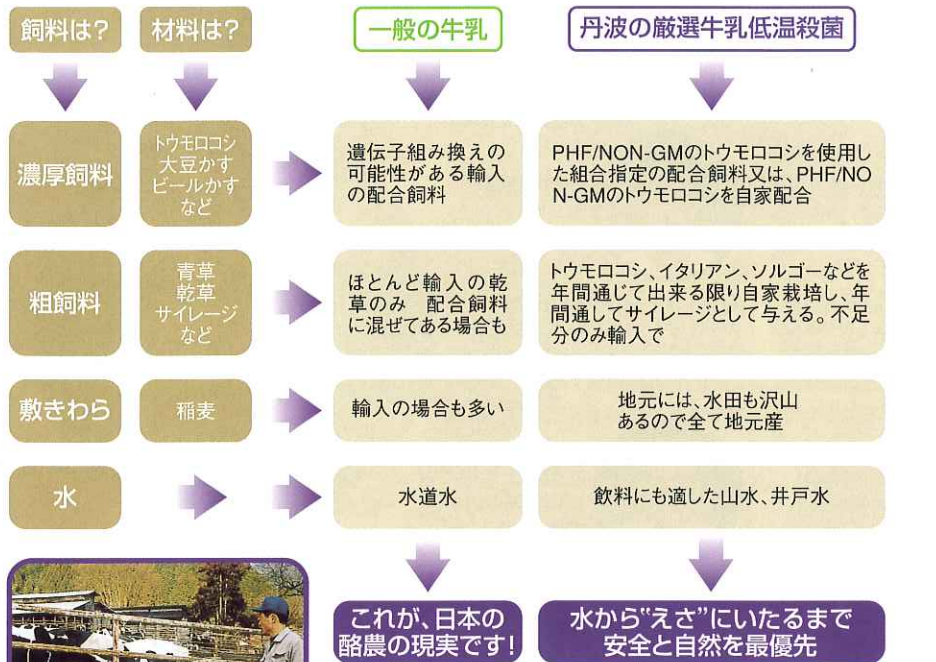 飼料は?
材料は?
一般の牛乳
丹波の厳選牛乳低温殺菌
濃厚飼料
トウモロコシ
大豆かす
ビールかす
など
遺伝子組み換えの
可能性がある輸入
の配合飼料
PHF/NON-GMのトウモロコシを使用し
た組合指定の配合飼料又は、PHF/NO
N-GMのトウモロコシを自家配合
粗飼料
青草
乾草
サイレージ
など
ほとんど輸入の乾
草のみ　配合飼料
に混ぜてある場合も
トウモロコシ、イタリアン、ソルゴーなどを
年間通じて出来る限り自家栽培し、年
間通してサイレージとして与える。不足
分のみ輸入で
敷きわら
稲麦
輸入の場合も多い
地元には、水田も沢山
あるので全て地元産
水
水道水
飲料にも適した山水、井戸水
これが、日本の
酪農の現実です!
水から"えさ"にいたるまで
安全と自然を最優先